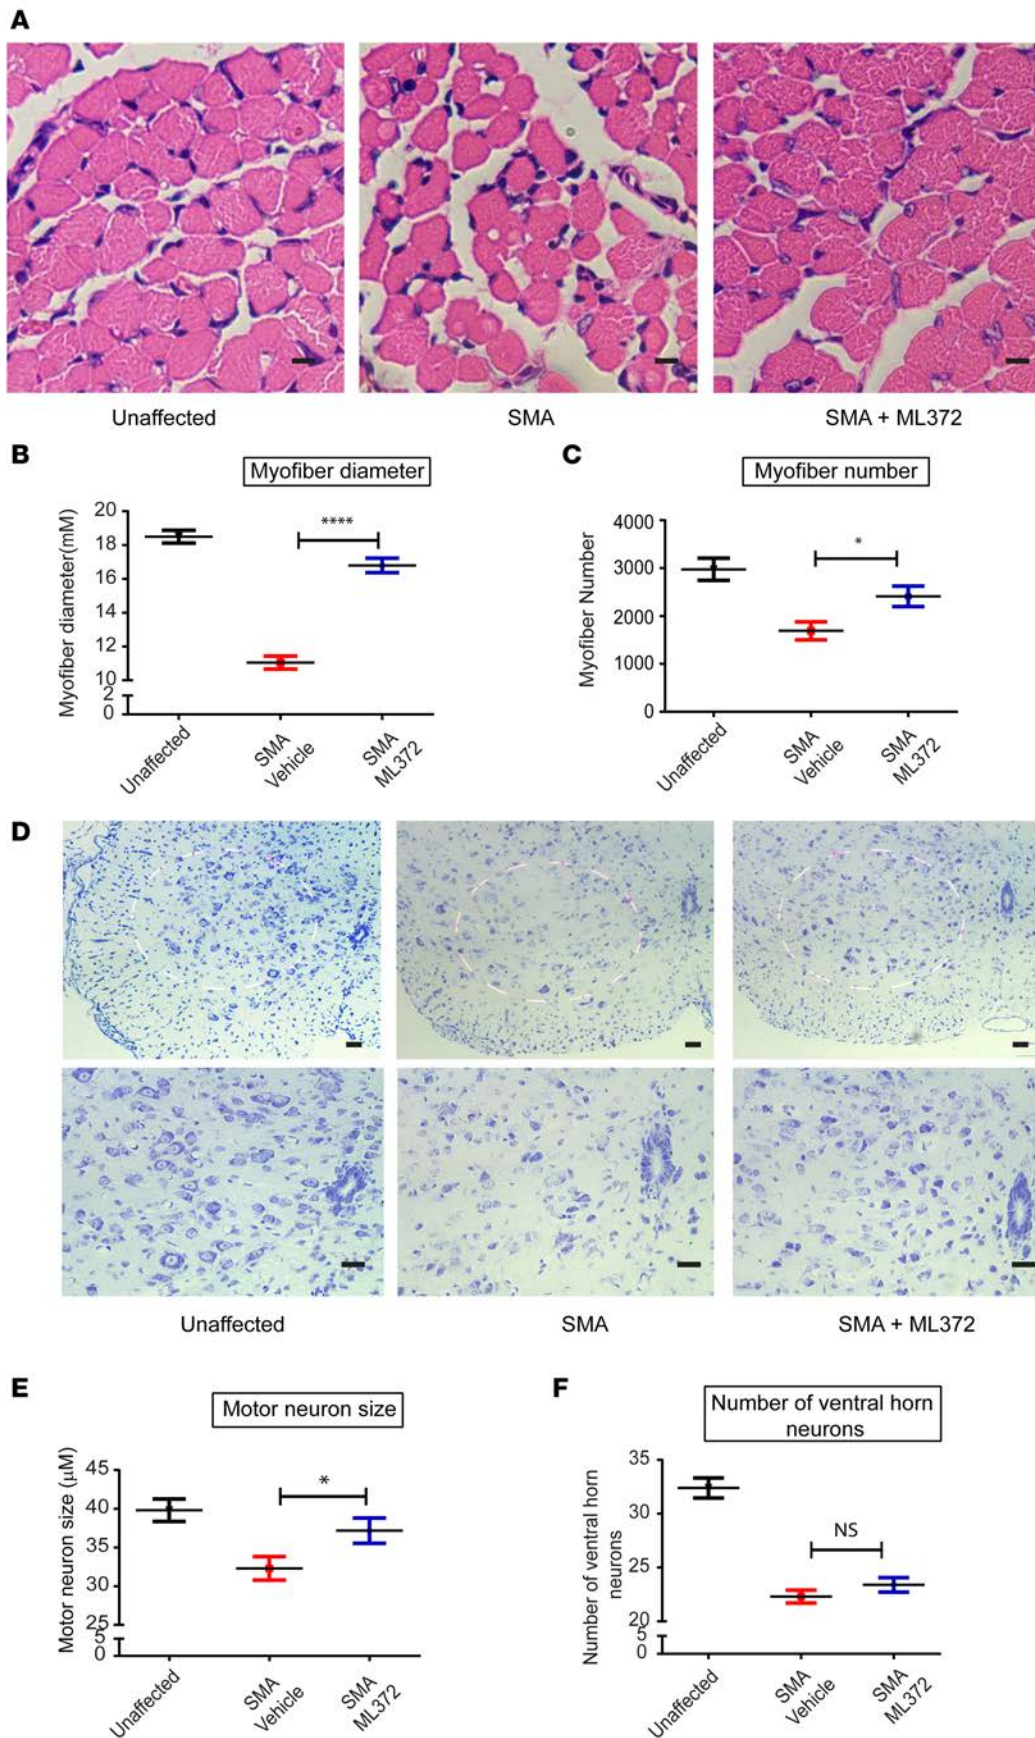 A
Unaffected
SMA
SMA + ML372
B
Myofiber diameter
Myofiber diameter(mM)
20
18
16
14
12
10
2
0
****
Unaffected
SMA
Vehicle
SMA
ML372
C
Myofiber number
Myofiber Number
4000
3000
2000
1000
0
*
Unaffected
SMA
Vehicle
SMA
ML372
D
Unaffected
SMA
SMA + ML372
E
Motor neuron size
Motor neuron size (μM)
45
40
35
30
25
5
0
*
Unaffected
SMA
Vehicle
SMA
ML372
F
Number of ventral horn
neurons
Number of ventral horn
neurons
35
30
25
20
5
0
NS
Unaffected
SMA
Vehicle
SMA
ML372